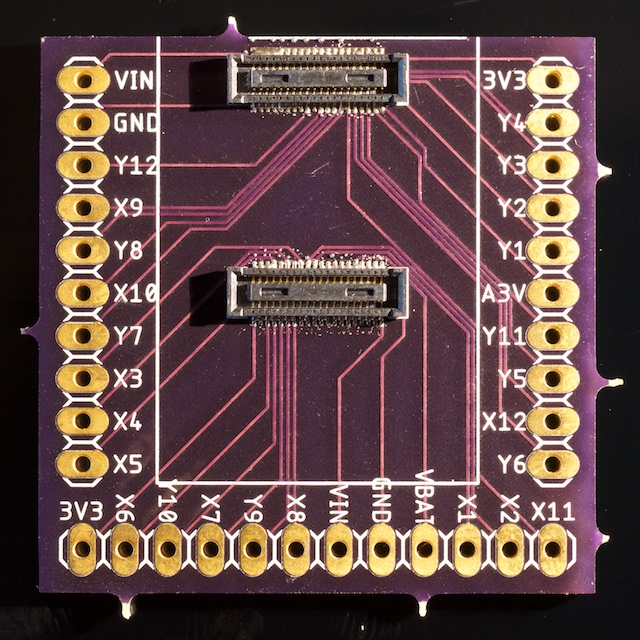 VIN
GND
Y12
X9
Y8
X10
Y7
X3
X4
X5
3V3
Y4
Y3
Y2
Y1
A3V
Y11
Y5
X12
Y6
3V3
X6
Y10
X7
Y9
X8
VIN
GND
VBAT
X1
X2
X11